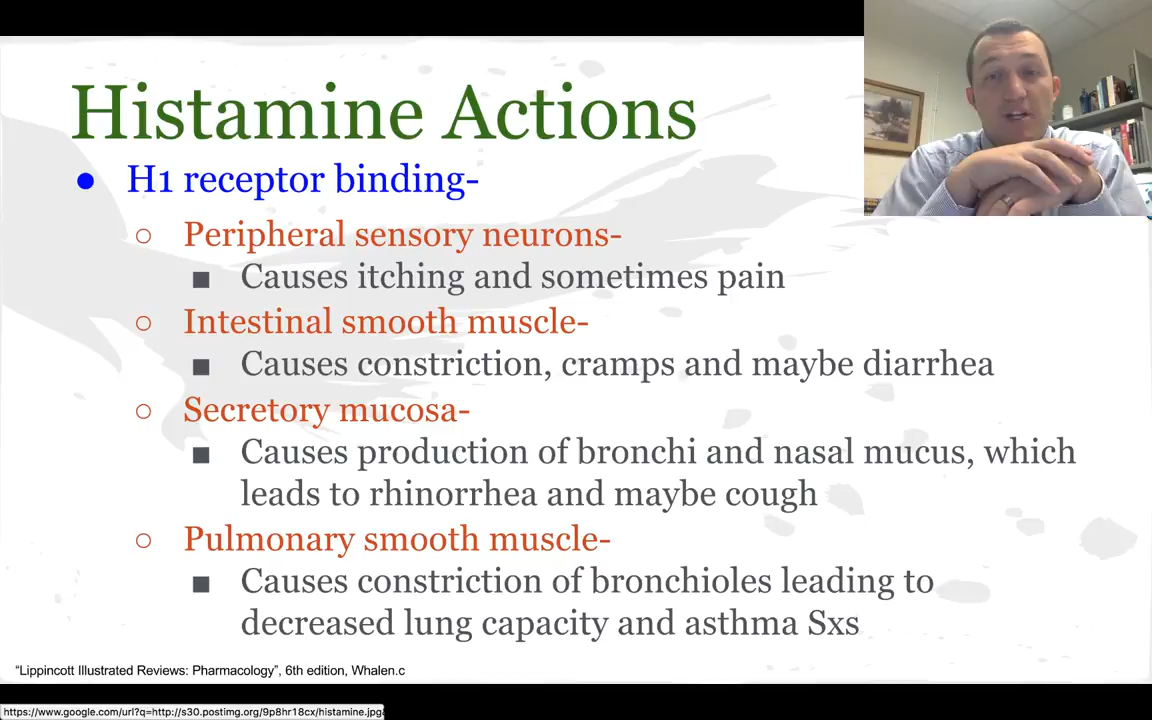 Histamine Actions
● H1 receptor binding-
○ Peripheral sensory neurons-
■ Causes itching and sometimes pain
○ Intestinal smooth muscle-
■ Causes constriction, cramps and maybe diarrhea
○ Secretory mucosa-
■ Causes production of bronchi and nasal mucus, which
leads to rhinorrhea and maybe cough
○ Pulmonary smooth muscle-
■ Causes constriction of bronchioles leading to
decreased lung capacity and asthma Sxs
“Lippincott Illustrated Reviews: Pharmacology”, 6th edition, Whalen.c
https://www.google.com/url?q=http://s30.postimg.org/9p8hr18cx/histamine.jpg&